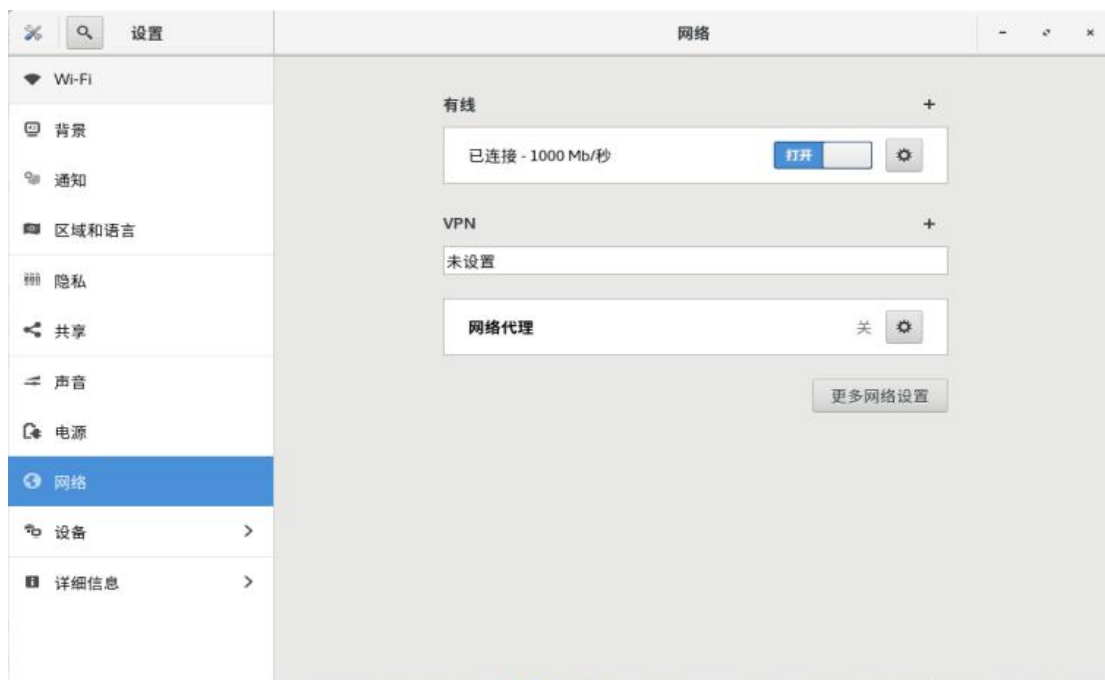 设置
网络
Wi-Fi
背景
通知
区域和语言
隐私
共享
声音
电源
网络
设备
详细信息
有线
已连接 - 1000 Mb/秒
打开
VPN
未设置
网络代理
关
更多网络设置